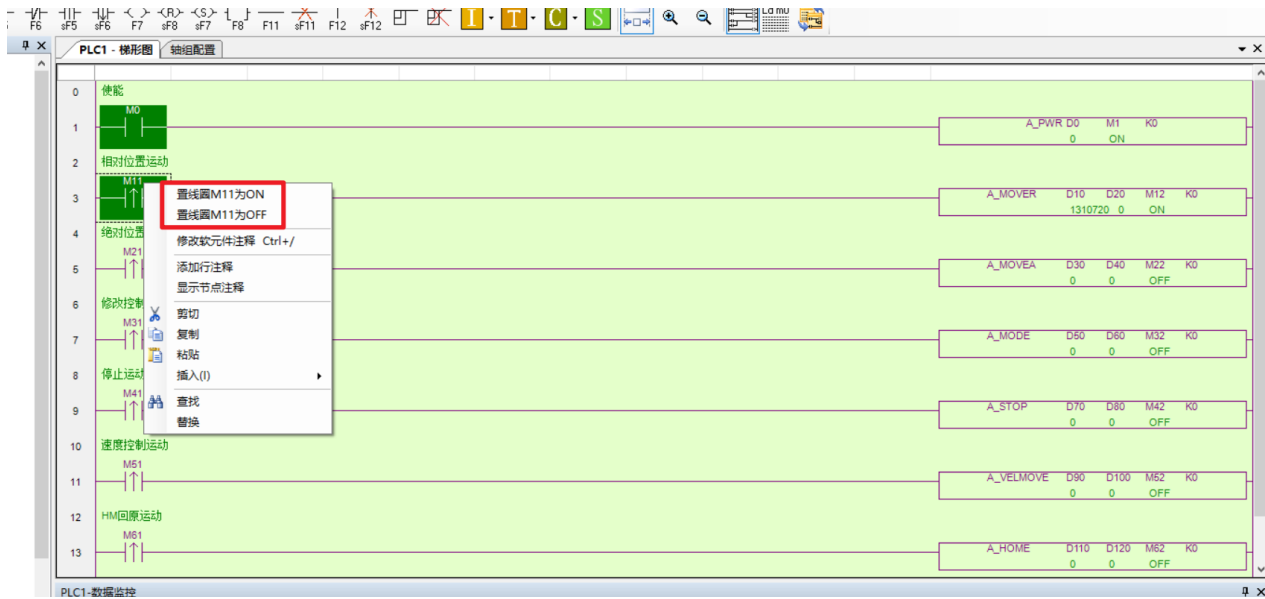 F6 sF5 sF6 F7 sF8 sF7 F8 F11 sF11 F12 sF12 I T C S
PLC1 - 梯形图 轴组配置
0 使能
M0
1 A_PWR D0 M1 K0
0 ON
2 相对位置运动
M11
3 A_MOVER D10 D20 M12 K0
1310720 0 ON
置线圈M11为ON
置线圈M11为OFF
修改软元件注释 Ctrl+/
添加行注释
显示节点注释
剪切
复制
粘贴
插入(I)
查找
替换
4 绝对位置
M21
5 A_MOVEA D30 D40 M22 K0
0 0 OFF
6 修改控制
M31
7 A_MODE D50 D60 M32 K0
0 0 OFF
8 停止运动
M41
9 A_STOP D70 D80 M42 K0
0 0 OFF
10 速度控制运动
M51
11 A_VELMOVE D90 D100 M52 K0
0 0 OFF
12 HM回原运动
M61
13 A_HOME D110 D120 M62 K0
0 0 OFF
PLC1-数据监控